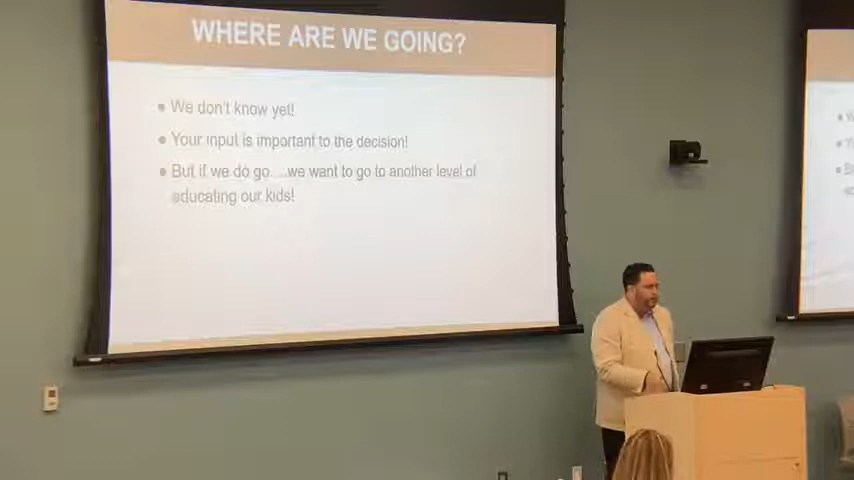 WHERE ARE WE GOING?
• We don't know yet!
• Your input is important to the decision!
• But if we do go....we want to go to another level of
educating our kids!